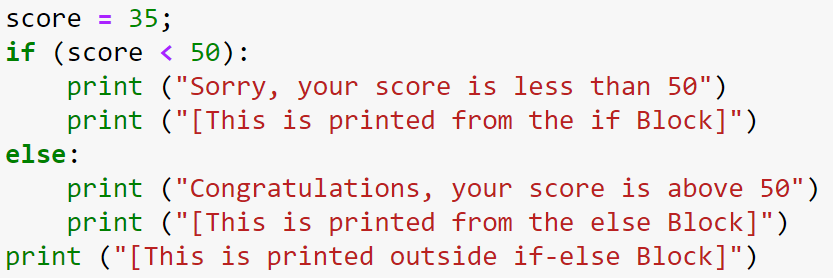 score = 35;
if (score < 50):
    print ("Sorry, your score is less than 50")
    print ("[This is printed from the if Block]")
else:
    print ("Congratulations, your score is above 50")
    print ("[This is printed from the else Block]")
print ("[This is printed outside if-else Block]")